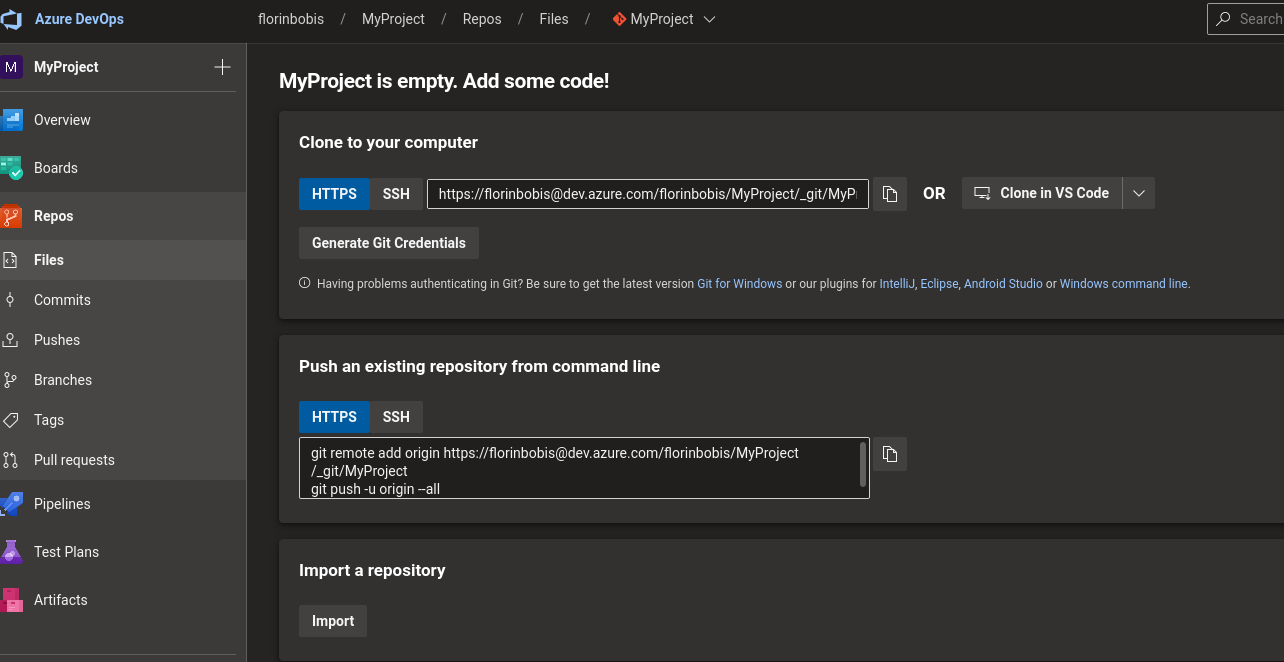 Azure DevOps
florinbobis / MyProject / Repos / Files / MyProject
Search
M MyProject
Overview
Boards
Repos
Files
Commits
Pushes
Branches
Tags
Pull requests
Pipelines
Test Plans
Artifacts
MyProject is empty. Add some code!
Clone to your computer
HTTPS SSH https://florinbobis@dev.azure.com/florinbobis/MyProject/_git/MyP OR Clone in VS Code
Generate Git Credentials
Having problems authenticating in Git? Be sure to get the latest version Git for Windows or our plugins for IntelliJ, Eclipse, Android Studio or Windows command line.
Push an existing repository from command line
HTTPS SSH
git remote add origin https://florinbobis@dev.azure.com/florinbobis/MyProject
/_git/MyProject
git push -u origin --all
Import a repository
Import